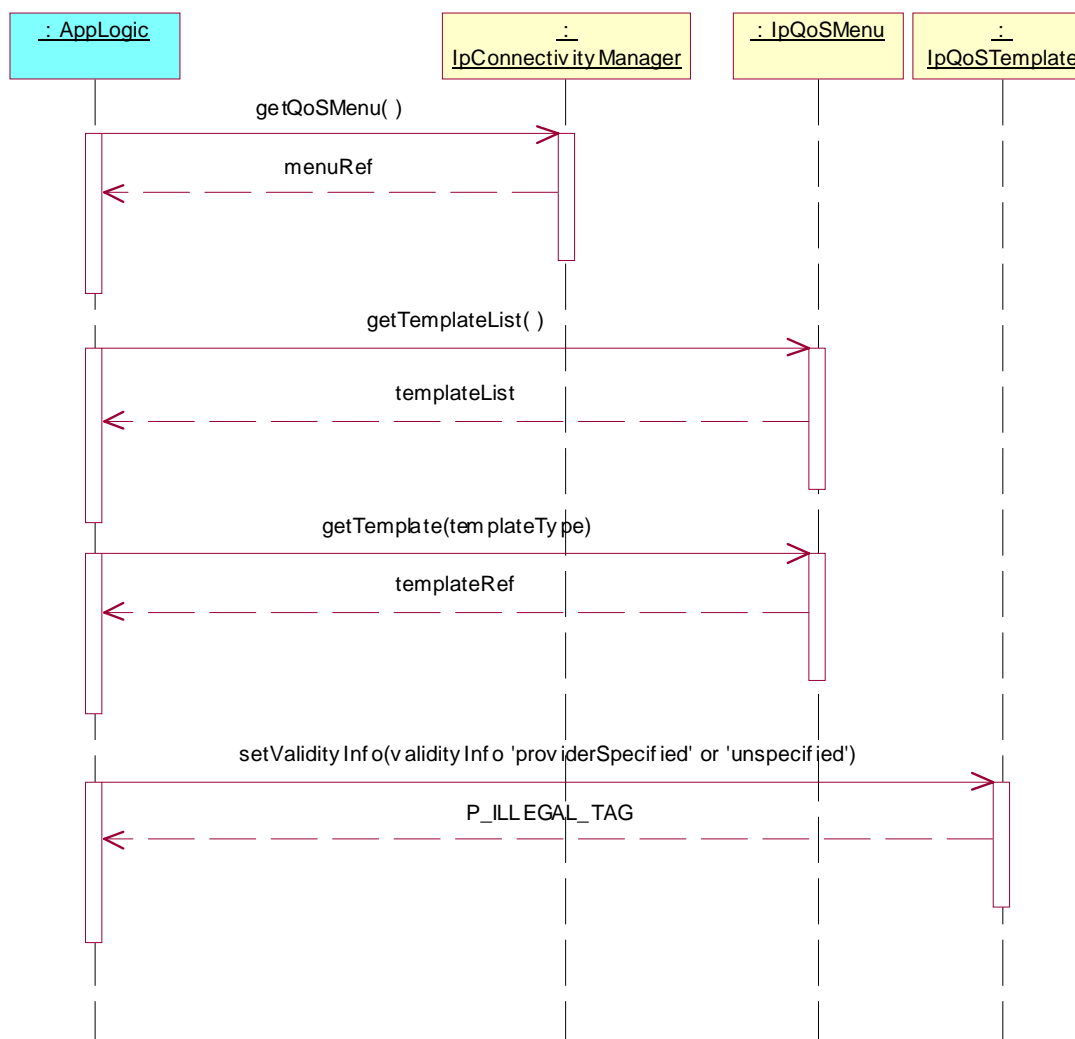 : AppLogic
:
IpConnectivityManager
: IpQoSMenu
:
IpQoSTemplate
getQoSMenu( )
menuRef
getTemplateList( )
templateList
getTemplate(templateType)
templateRef
setValidityInfo(validityInfo 'providerSpecified' or 'unspecified')
P_ILLEGAL_TAG